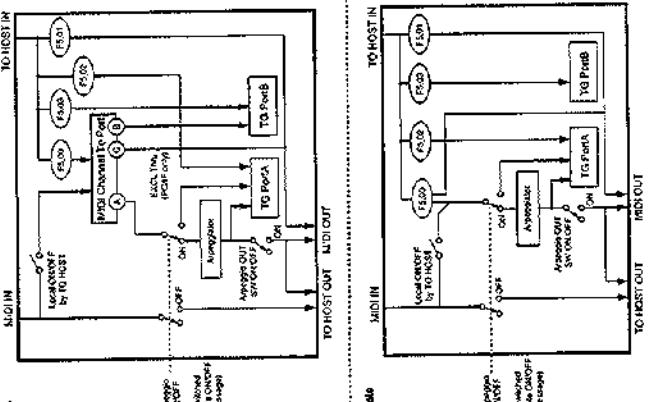 TO HOST IN
F5,01
F5,02
F5,03
F5,00
MIDI Channel To Port
A
C
B
EXCL TMG
TG PortB
TG PortA
Local ON/OFF
by TO HOST
MIDI IN
ON
OFF
Arpeggiator
Arpeggio OUT
SW ON/OFF
ON
MIDI OUT
TO HOST OUT
TO HOST IN
F5,01
F5,03
F5,02
F5,00
TG PortB
TG PortA
Local ON/OFF
by TO HOST
MIDI IN
ON
OFF
Arpeggiator
Arpeggio OUT
SW ON/OFF
ON
MIDI OUT
TO HOST OUT